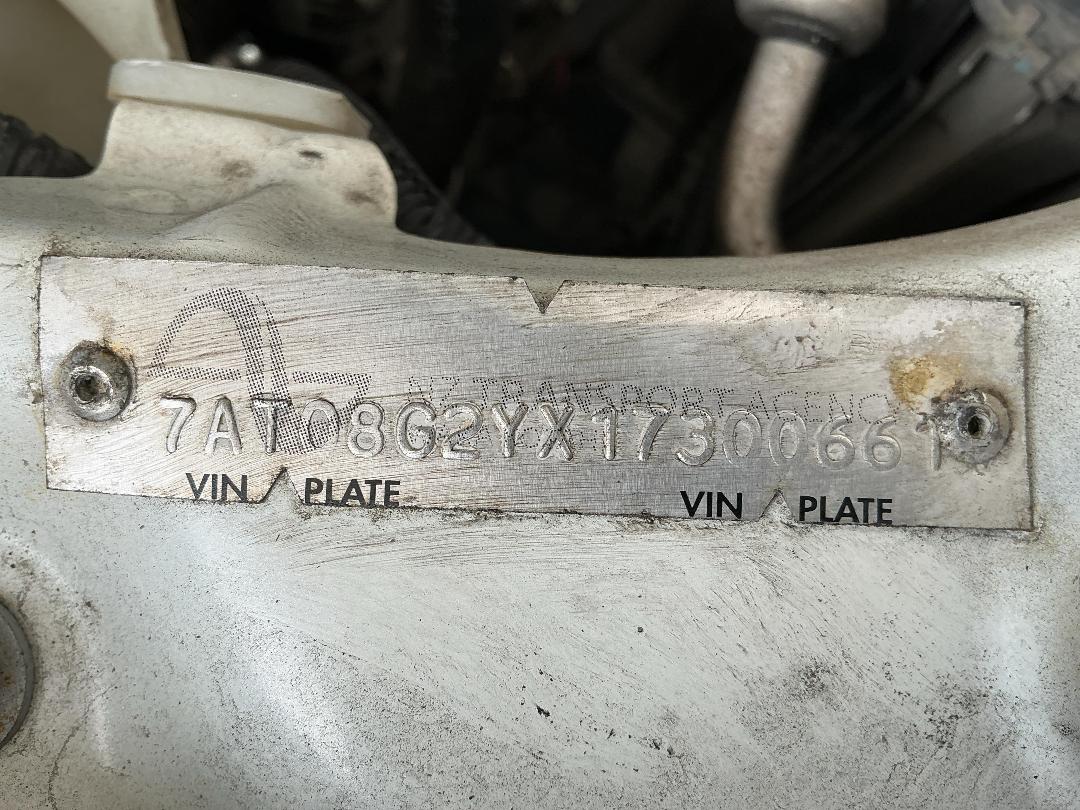 NZ TRANSPORT AGENCY
7AT08G2YX17300661
VIN PLATE VIN PLATE